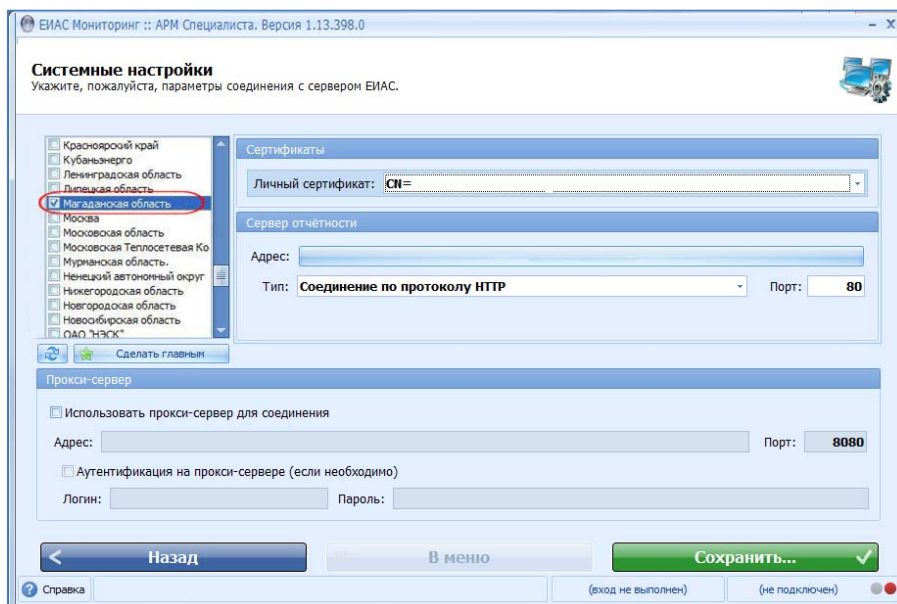 ЕИАС Мониторинг :: АРМ Специалиста. Версия 1.13.398.0
Системные настройки
Укажите, пожалуйста, параметры соединения с сервером ЕИАС.
Красноярский край
Кубаньэнерго
Ленинградская область
Липецкая область
Магаданская область
Москва
Московская область
Московская Теплосетевая Ко
Мурманская область.
Ненецкий автономный округ
Нижегородская область
Новгородская область
Новосибирская область
ОАО "НЭСК"
Сделать главным
Сертификаты
Личный сертификат: CN=
Сервер отчётности
Адрес:
Тип: Соединение по протоколу HTTP Порт: 80
Прокси-сервер
Использовать прокси-сервер для соединения
Адрес: Порт: 8080
Аутентификация на прокси-сервере (если необходимо)
Логин: Пароль:
Назад В меню Сохранить...
Справка (вход не выполнен) (не подключен)